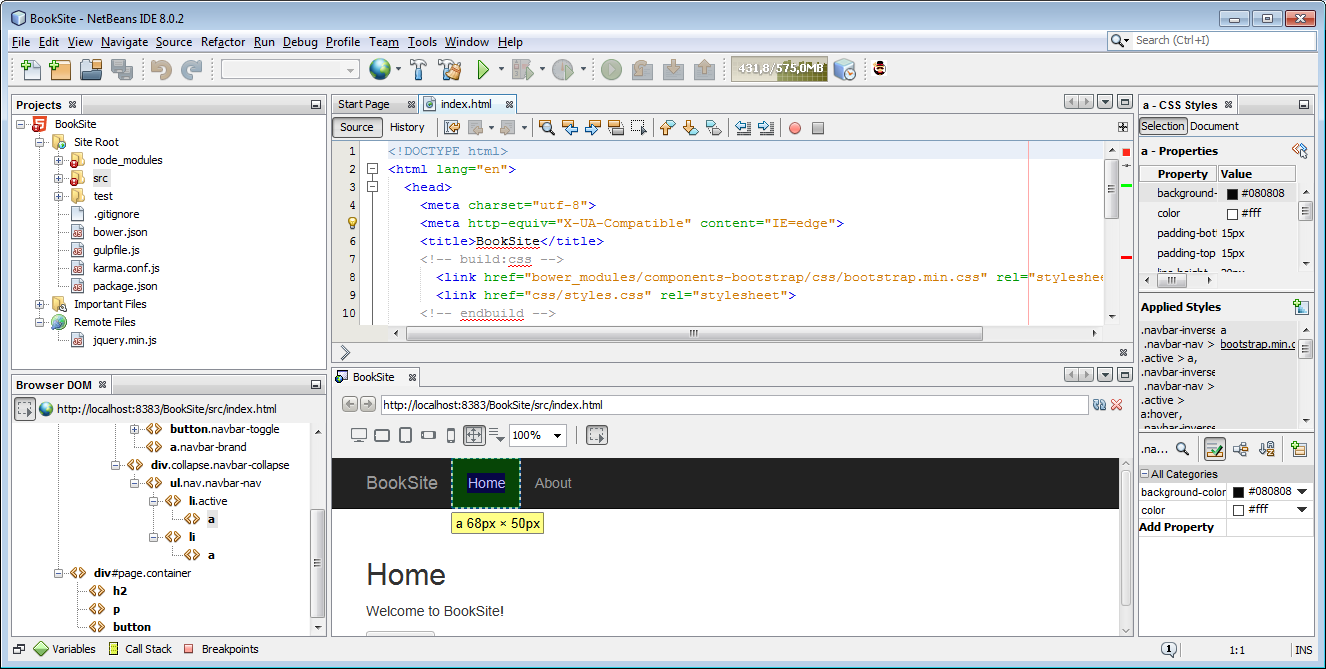 BookSite - NetBeans IDE 8.0.2
File Edit View Navigate Source Refactor Run Debug Profile Team Tools Window Help
Search (Ctrl+I)
431,8/575,0MB
Projects
BookSite
Site Root
node_modules
src
test
.gitignore
bower.json
gulpfile.js
karma.conf.js
package.json
Important Files
Remote Files
jquery.min.js
Browser DOM
http://localhost:8383/BookSite/src/index.html
button.navbar-toggle
a.navbar-brand
div.collapse.navbar-collapse
ul.nav.navbar-nav
li.active
a
li
a
div#page.container
h2
p
button
Start Page
index.html
Source History
1 <!DOCTYPE html>
2 <html lang="en">
3 <head>
4 <meta charset="utf-8">
<meta http-equiv="X-UA-Compatible" content="IE=edge">
6 <title>BookSite</title>
7 <!-- build:css -->
8 <link href="bower_modules/components-bootstrap/css/bootstrap.min.css" rel="styleshee
9 <link href="css/styles.css" rel="stylesheet">
10 <!-- endbuild -->
BookSite
http://localhost:8383/BookSite/src/index.html
100%
BookSite Home About
a 68px × 50px
Home
Welcome to BookSite!
a - CSS Styles
Selection Document
a - Properties
Property Value
background- #080808
color #fff
padding-bott 15px
padding-top 15px
line-height 20px
Applied Styles
.navbar-inverse a
.navbar-nav > bootstrap.min.c
.active > a,
.navbar-inverse
.navbar-nav >
.active >
a:hover,
.navbar-inverse
.na...
All Categories
background-color #080808
color #fff
Add Property
Variables Call Stack Breakpoints
1
1:1
INS